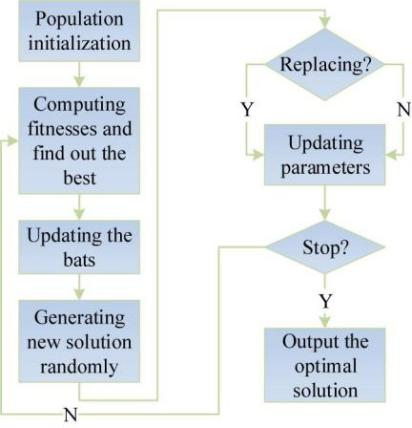 Population
initialization
Computing
fitnesses and
find out the
best
Updating the
bats
Generating
new solution
randomly
Replacing?
Y
N
Updating
parameters
Stop?
Y
Output the
optimal
solution
N